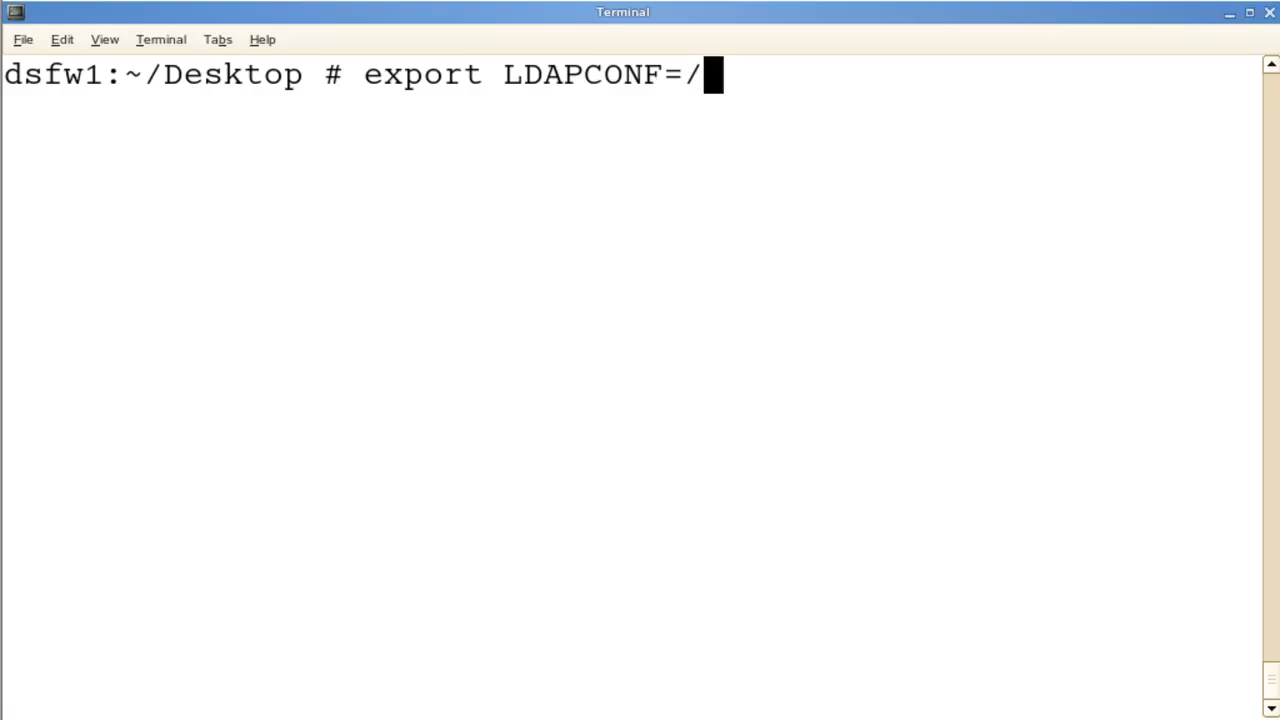 Terminal
File Edit View Terminal Tabs Help
dsfw1:~/Desktop # export LDAPCONF=/